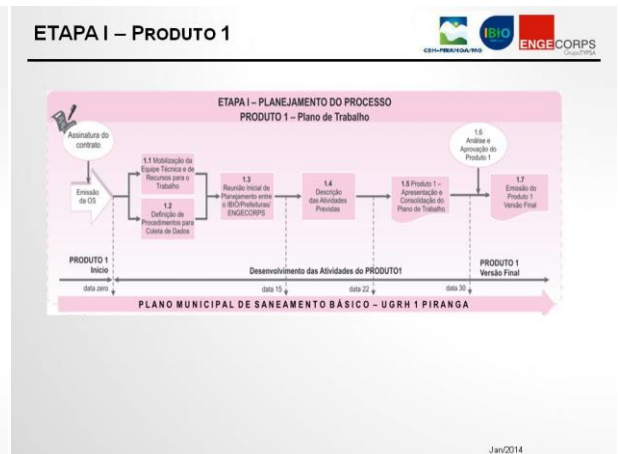 ETAPA I – PRODUTO 1
CBH-PIRANGA/MG
IBIO
ENGECORPS
Grupo TYPSA
ETAPA I – PLANEJAMENTO DO PROCESSO
PRODUTO 1 – Plano de Trabalho
Assinatura do
contrato
Emissão
da OS
1.1 Mobilização da
Equipe Técnica e de
Recursos para o
Trabalho
1.2
Definição de
Procedimentos para
Coleta de Dados
1.3
Reunião Inicial de
Planejamento entre
o IBIO/Prefeituras/
ENGECORPS
1.4
Descrição
das Atividades
Previstas
1.5 Produto 1 –
Apresentação e
Consolidação do
Plano de Trabalho
1.6
Análise e
Aprovação do
Produto 1
1.7
Emissão do
Produto 1
Versão Final
PRODUTO 1
Início
Desenvolvimento das Atividades do PRODUTO1
PRODUTO 1
Versão Final
data zero
data 15
data 22
data 30
PLANO MUNICIPAL DE SANEAMENTO BÁSICO – UGRH 1 PIRANGA
Jan/2014